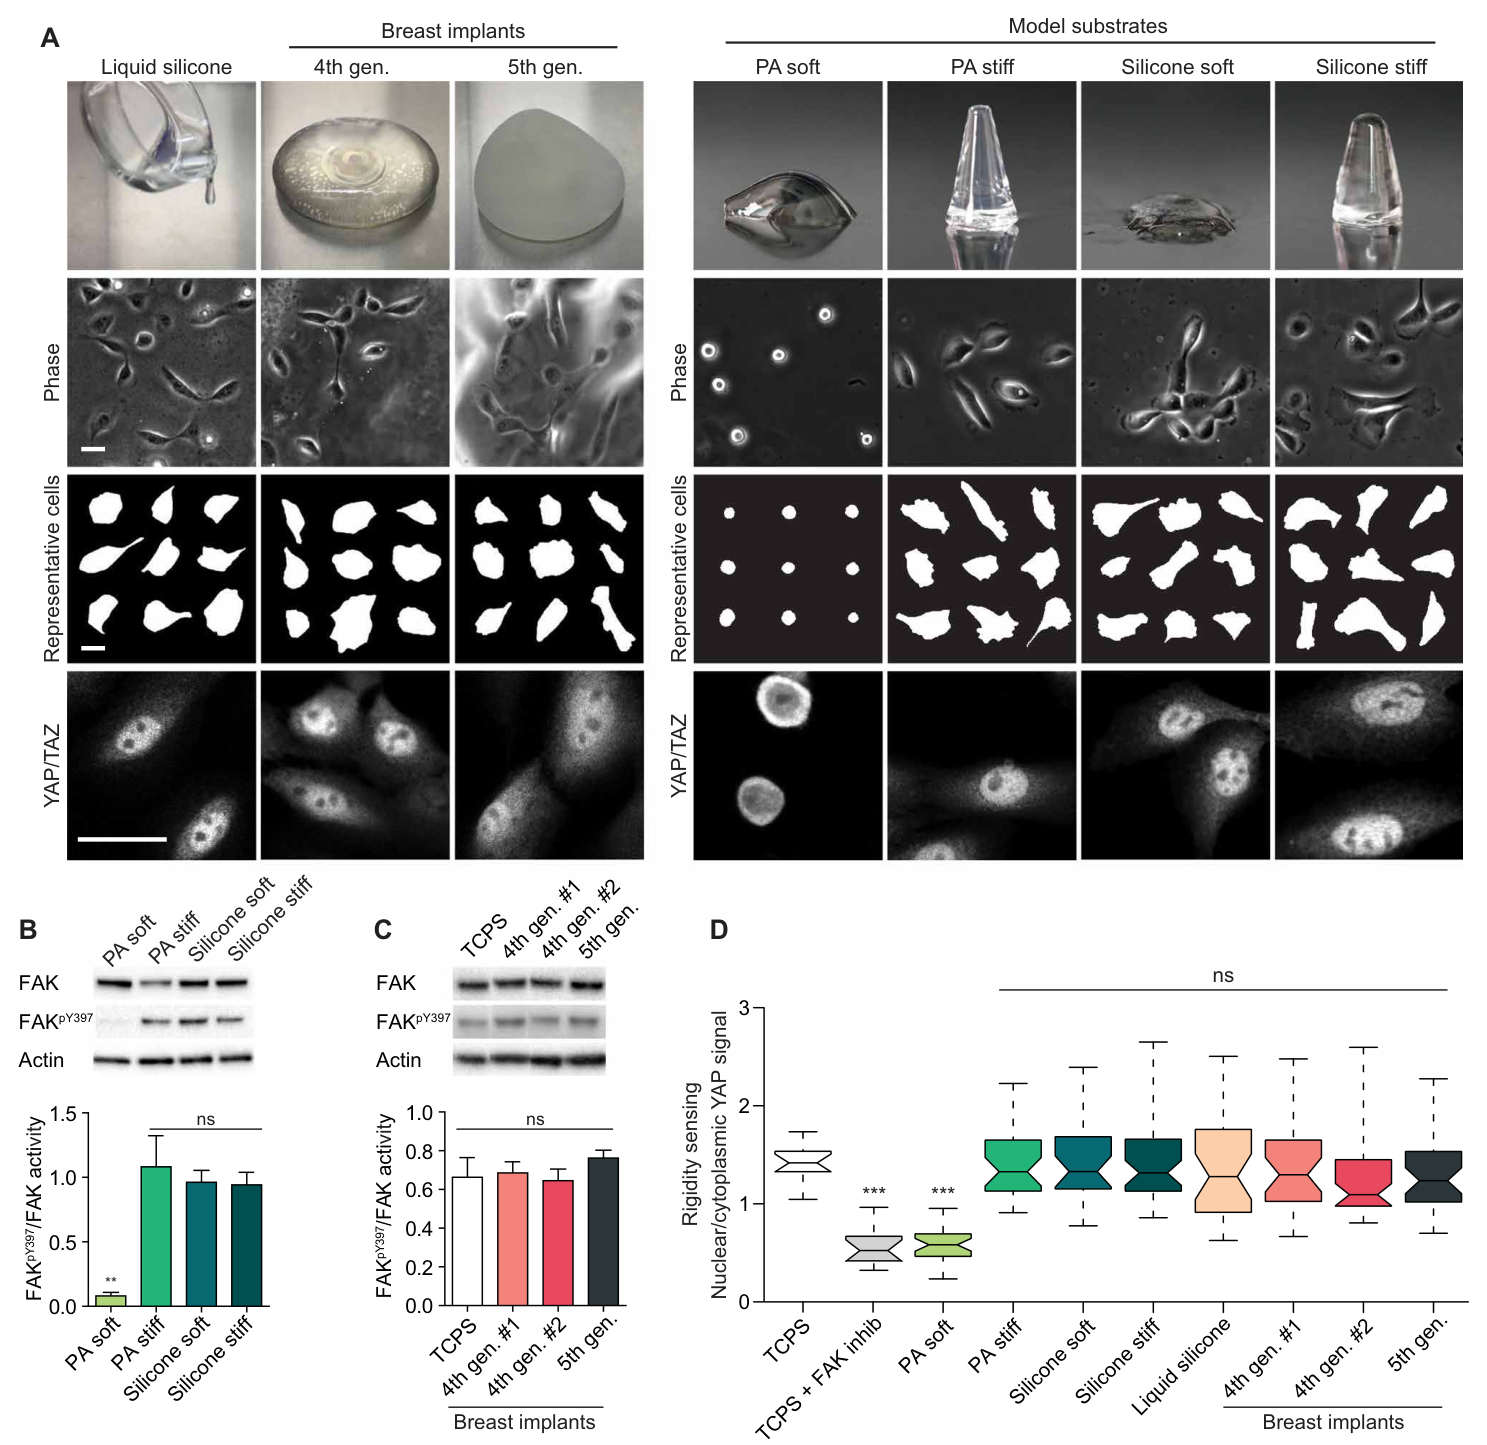 A
Breast implants
Liquid silicone
4th gen.
5th gen.
Model substrates
PA soft
PA stiff
Silicone soft
Silicone stiff
Phase
Phase
Representative cells
Representative cells
YAP/TAZ
YAP/TAZ
B
PA soft
PA stiff
Silicone soft
Silicone stiff
FAK
FAKpY397
Actin
FAKpY397/FAK activity
1.5
1.0
0.5
0.0
**
ns
PA soft
PA stiff
Silicone soft
Silicone stiff
C
TCPS
4th gen. #1
4th gen. #2
5th gen.
FAK
FAKpY397
Actin
FAKpY397/FAK activity
1.0
0.8
0.6
0.4
0.2
0.0
ns
TCPS
4th gen. #1
4th gen. #2
5th gen.
Breast implants
D
Rigidity sensing
Nuclear/cytoplasmic YAP signal
3
2
1
0
***
***
ns
TCPS
TCPS + FAK inhib
PA soft
PA stiff
Silicone soft
Silicone stiff
Liquid silicone
4th gen. #1
4th gen. #2
5th gen.
Breast implants